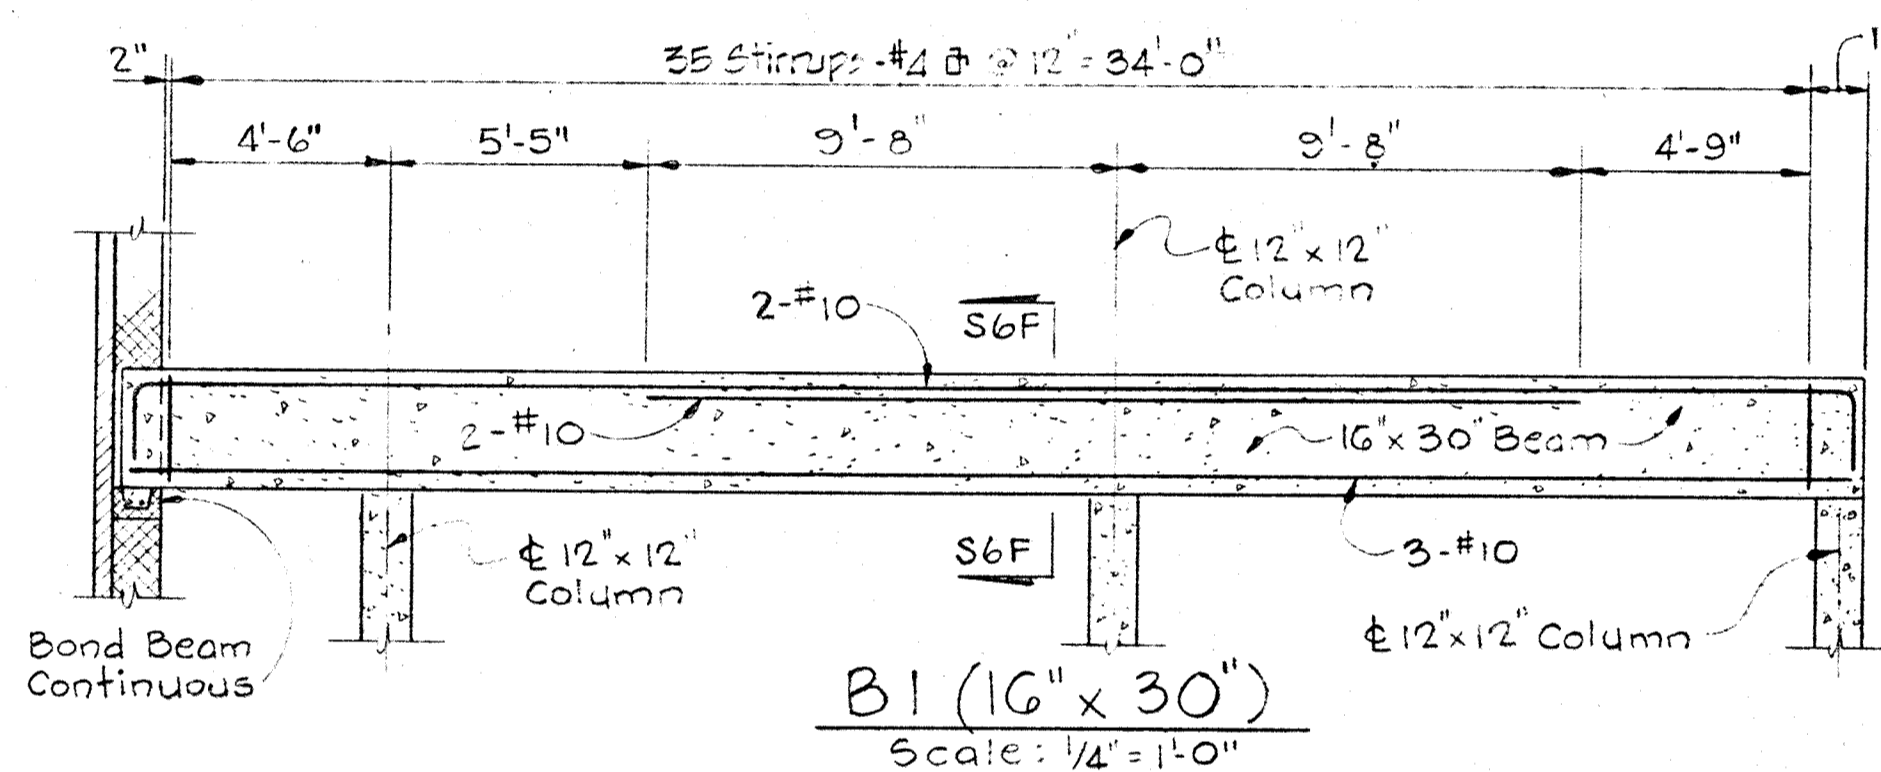 2"
35 Stirrups - #4 @ 12" = 34'-0"
1
4'-6"
5'-5"
9'-8"
9'-8"
4'-9"
℄ 12" x 12"
Column
2-#10
S6F
2-#10
16" x 30" Beam
℄ 12" x 12"
Column
S6F
3-#10
℄ 12" x 12" Column
Bond Beam
Continuous
B1 (16" x 30")
Scale: 1/4" = 1'-0"